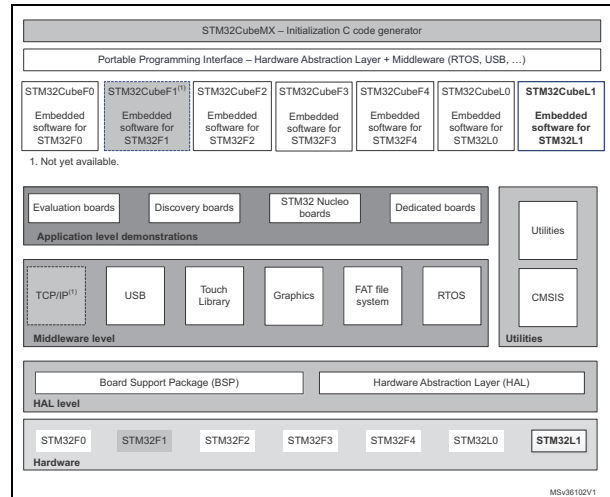 STM32CubeMX – Initialization C code generator
Portable Programming Interface – Hardware Abstraction Layer + Middleware (RTOS, USB, …)
STM32CubeF0
Embedded
software for
STM32F0
STM32CubeF1(1)
Embedded
software for
STM32F1
STM32CubeF2
Embedded
software for
STM32F2
STM32CubeF3
Embedded
software for
STM32F3
STM32CubeF4
Embedded
software for
STM32F4
STM32CubeL0
Embedded
software for
STM32L0
STM32CubeL1
Embedded
software for
STM32L1
1. Not yet available.
Evaluation boards
Discovery boards
STM32 Nucleo
boards
Dedicated boards
Application level demonstrations
TCP/IP(1)
USB
Touch
Library
Graphics
FAT file
system
RTOS
Middleware level
Utilities
CMSIS
Utilities
Board Support Package (BSP)
Hardware Abstraction Layer (HAL)
HAL level
STM32F0
STM32F1
STM32F2
STM32F3
STM32F4
STM32L0
STM32L1
Hardware
MSv36102V1